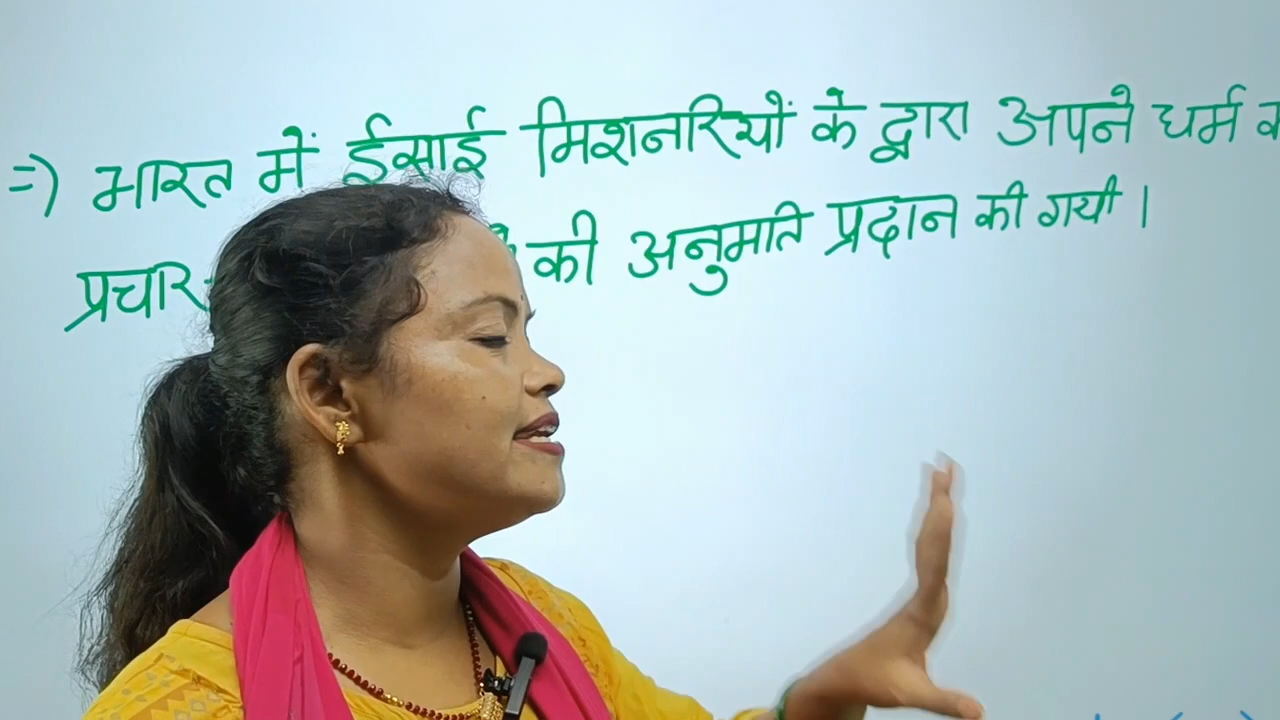 =) भारत में ईसाई मिशनरियों के द्वारा अपने धर्म
प्रचार की अनुमति प्रदान की गयी ।